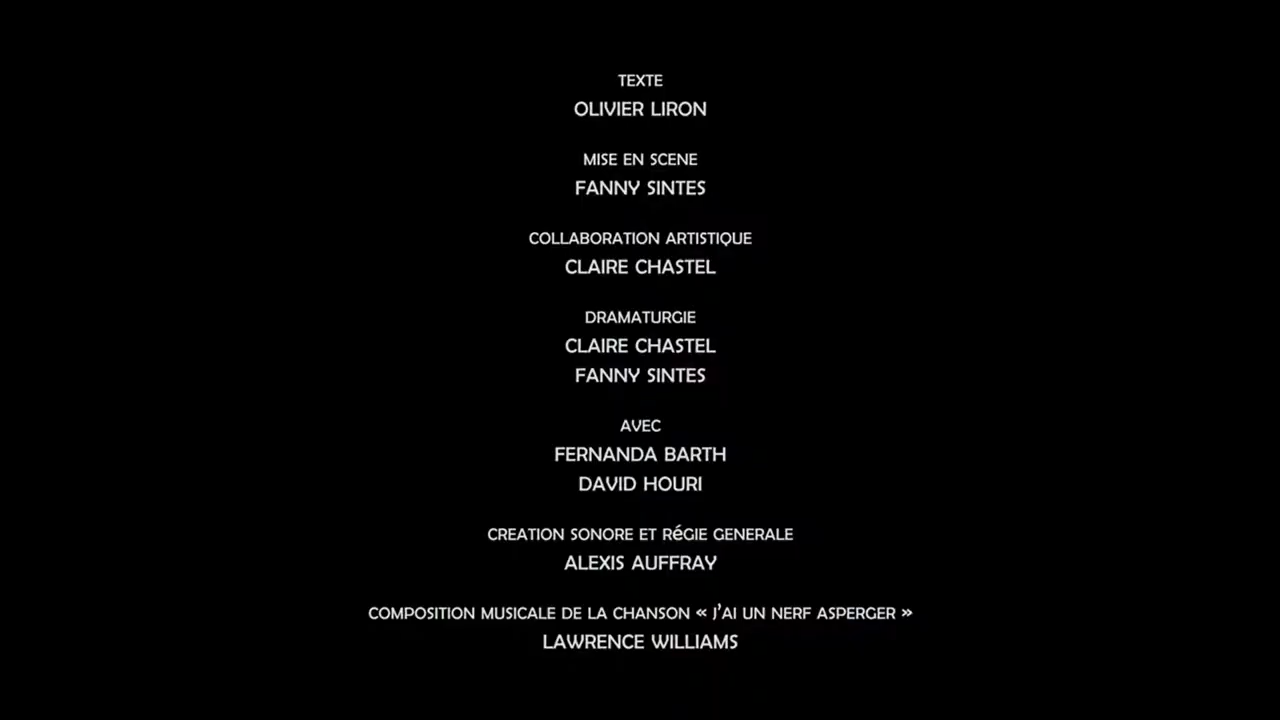 TEXTE
OLIVIER LIRON
MISE EN SCENE
FANNY SINTES
COLLABORATION ARTISTIQUE
CLAIRE CHASTEL
DRAMATURGIE
CLAIRE CHASTEL
FANNY SINTES
AVEC
FERNANDA BARTH
DAVID HOURI
CREATION SONORE ET RéGIE GENERALE
ALEXIS AUFFRAY
COMPOSITION MUSICALE DE LA CHANSON « J’AI UN NERF ASPERGER »
LAWRENCE WILLIAMS